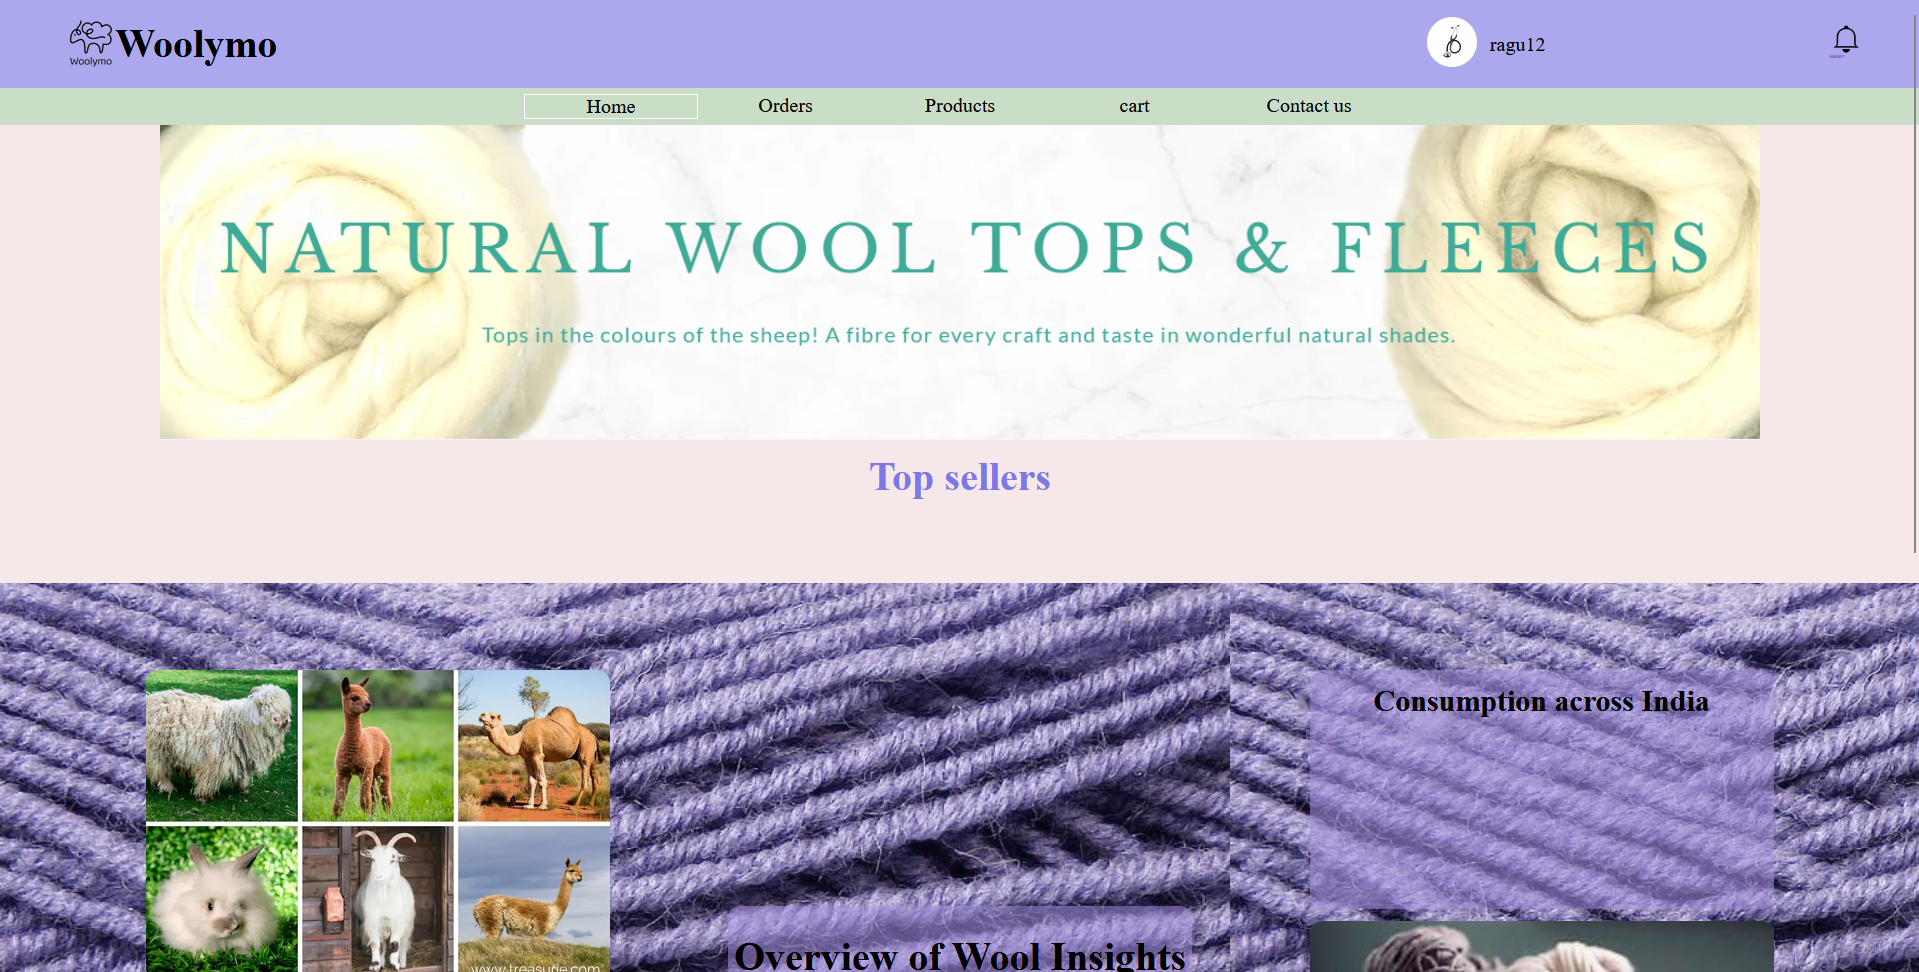 Woolymo
Woolymo
ragu12
Home
Orders
Products
cart
Contact us
NATURAL WOOL TOPS & FLEECES
Tops in the colours of the sheep! A fibre for every craft and taste in wonderful natural shades.
Top sellers
Consumption across India
Overview of Wool Insights
www.treasurie.com